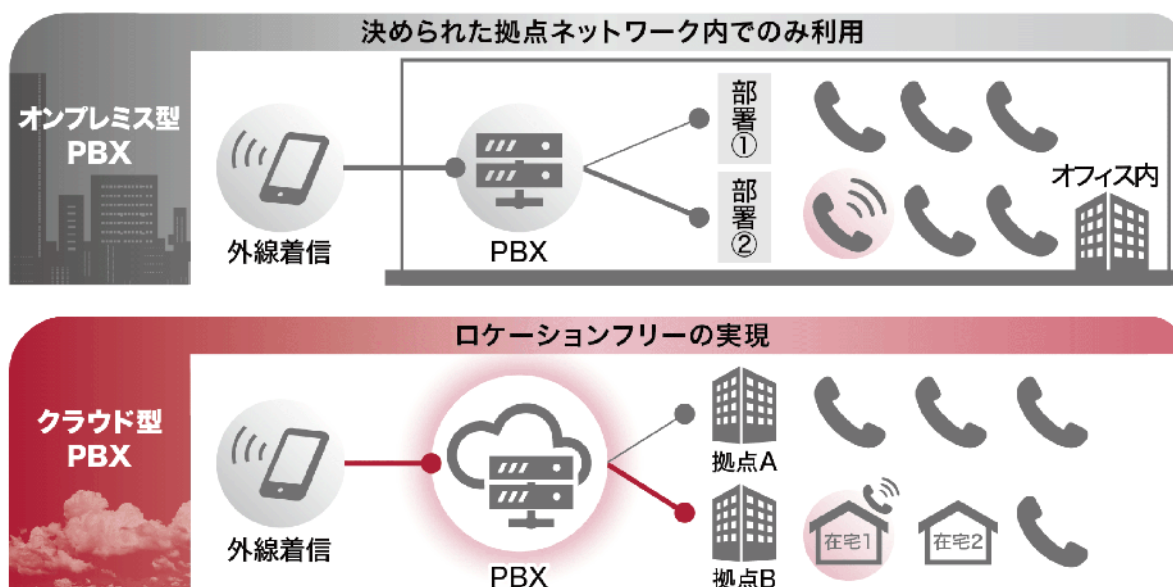 決められた拠点ネットワーク内でのみ利用
オンプレミス型
PBX
外線着信
PBX
部署①
部署②
オフィス内
ロケーションフリーの実現
クラウド型
PBX
外線着信
PBX
拠点A
拠点B
在宅1
在宅2